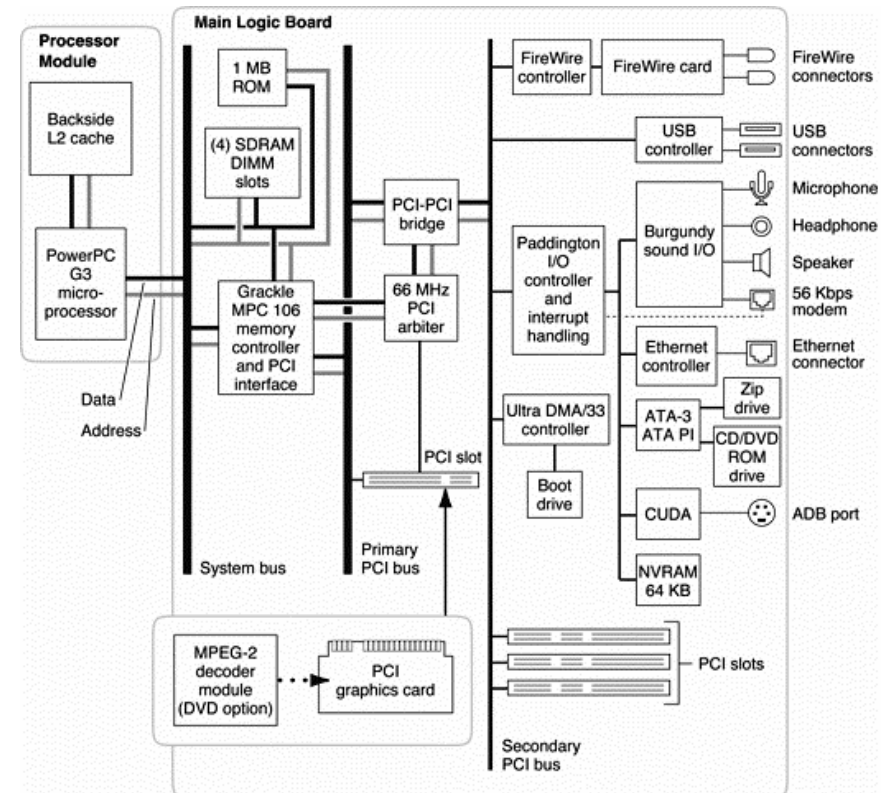 Main Logic Board
Processor
Module
Backside
L2 cache
PowerPC
G3
micro-
processor
Data
Address
1 MB
ROM
(4) SDRAM
DIMM
slots
Grackle
MPC 106
memory
controller
and PCI
interface
System bus
PCI-PCI
bridge
66 MHz
PCI
arbiter
PCI slot
Primary
PCI bus
MPEG-2
decoder
module
(DVD option)
PCI
graphics card
FireWire
controller
FireWire card
FireWire
connectors
USB
controller
USB
connectors
Paddington
I/O
controller
and
interrupt
handling
Burgundy
sound I/O
Microphone
Headphone
Speaker
56 Kbps
modem
Ethernet
controller
Ethernet
connector
Ultra DMA/33
controller
Boot
drive
ATA-3
ATA PI
Zip
drive
CD/DVD
ROM
drive
CUDA
ADB port
NVRAM
64 KB
PCI slots
Secondary
PCI bus